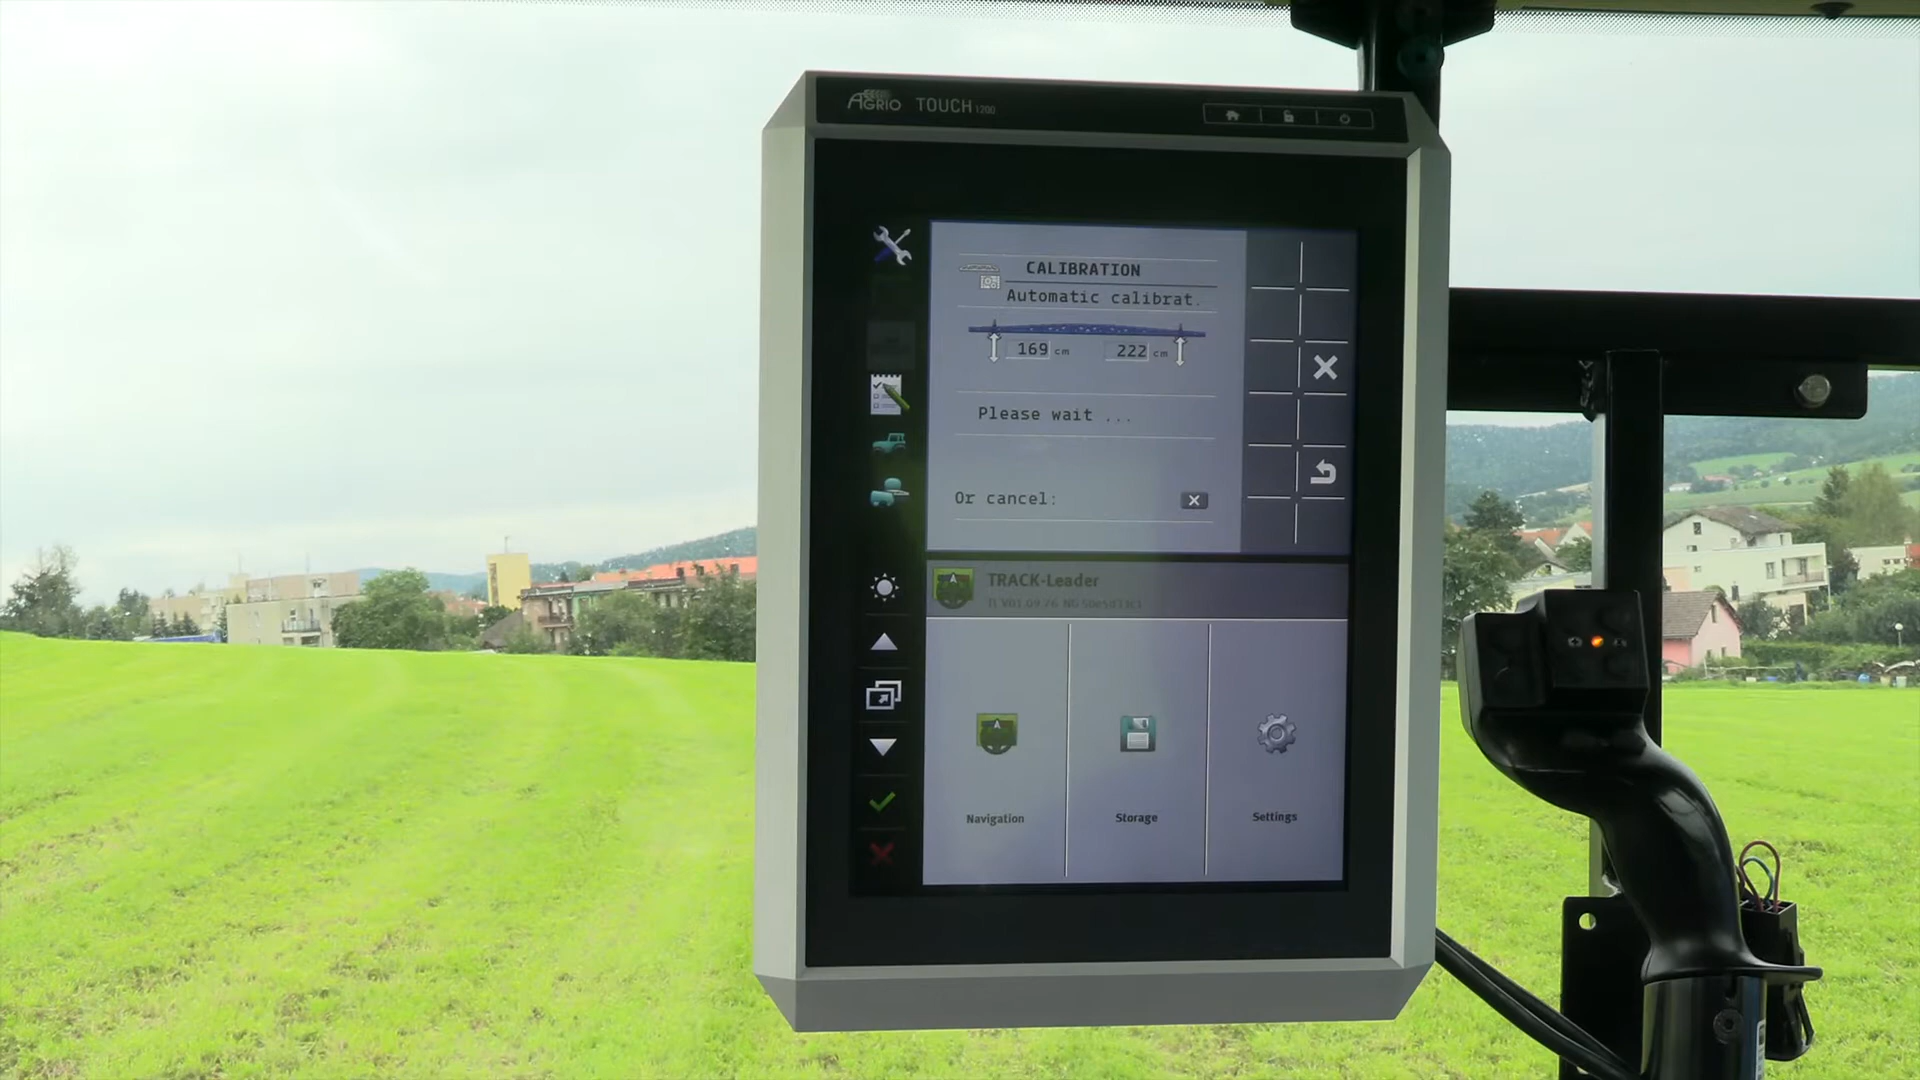 AGRIO TOUCH 1200
CALIBRATION
Automatic calibrat.
169 cm 222 cm
Please wait ...
Or cancel:
TRACK-Leader
Navigation Storage Settings